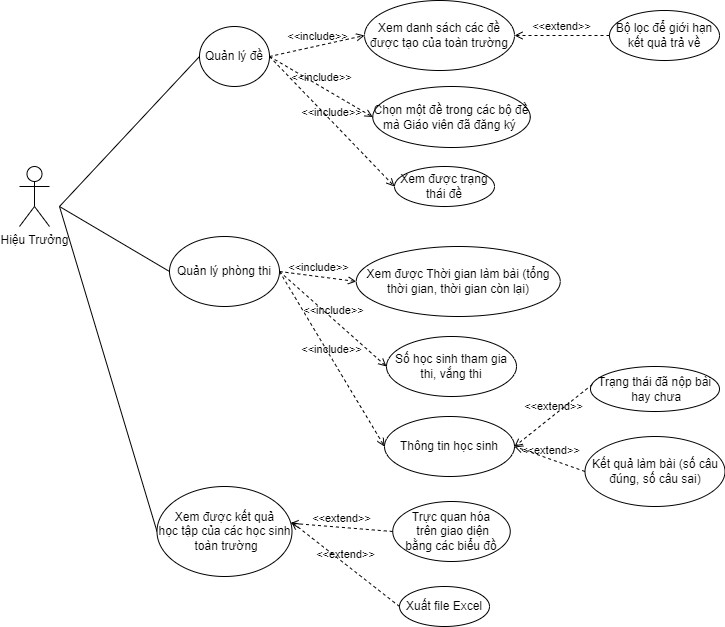 Hiệu Trưởng
Quản lý đề
<<include>>
Xem danh sách các đề
được tạo của toàn trường
<<extend>>
Bộ lọc để giới hạn
kết quả trả về
<<include>>
<<include>>
Chọn một đề trong các bộ đề
mà Giáo viên đã đăng ký
<<include>>
Xem được trạng
thái đề
Quản lý phòng thi
<<include>>
Xem được Thời gian làm bài (tổng
thời gian, thời gian còn lại)
<<include>>
Số học sinh tham gia
thi, vắng thi
<<include>>
Thông tin học sinh
<<extend>>
Trạng thái đã nộp bài
hay chưa
<<extend>>
Kết quả làm bài (số câu
đúng, số câu sai)
Xem được kết quả
học tập của các học sinh
toàn trường
<<extend>>
Trực quan hóa
trên giao diện
bằng các biểu đồ
<<extend>>
Xuất file Excel